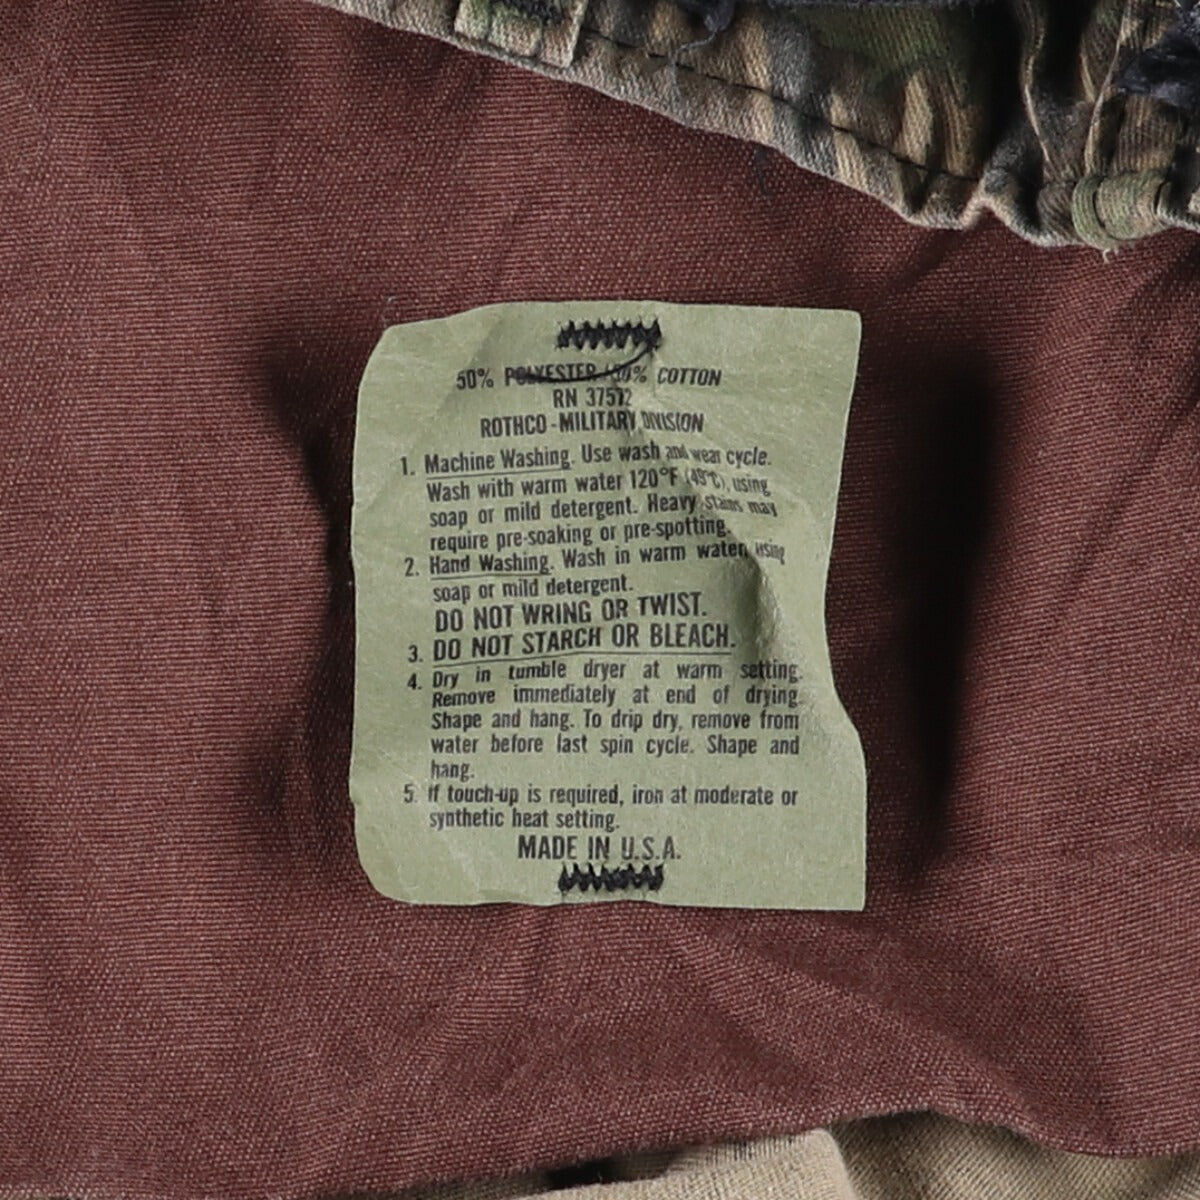 50% POLYESTER / 50% COTTON
RN 37572
ROTHCO - MILITARY DIVISION
1. Machine Washing. Use wash and wear cycle.
Wash with warm water 120°F (49°C), using
soap or mild detergent. Heavy stains may
require pre-soaking or pre-spotting.
2. Hand Washing. Wash in warm water using
soap or mild detergent.
DO NOT WRING OR TWIST.
3. DO NOT STARCH OR BLEACH.
4. Dry in tumble dryer at warm setting.
Remove immediately at end of drying.
Shape and hang. To drip dry, remove from
water before last spin cycle. Shape and
hang.
5. If touch-up is required, iron at moderate or
synthetic heat setting.
MADE IN U.S.A.